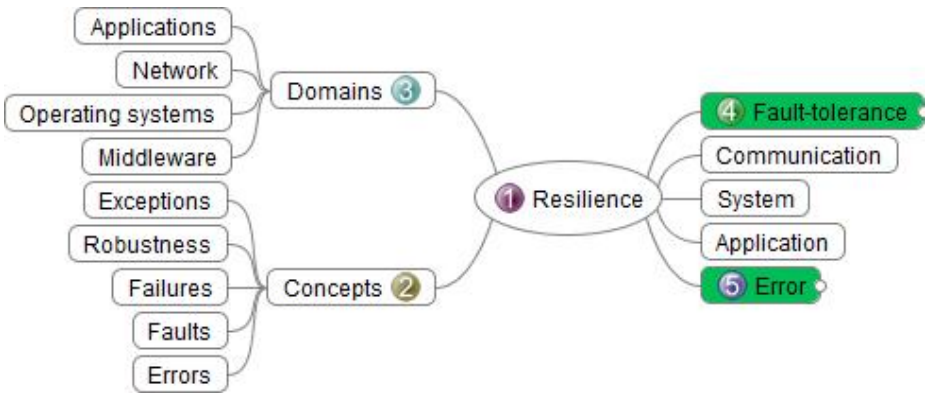 Applications
Network
Operating systems
Middleware
Domains 3
Exceptions
Robustness
Failures
Faults
Errors
Concepts 2
1 Resilience
4 Fault-tolerance
Communication
System
Application
5 Error